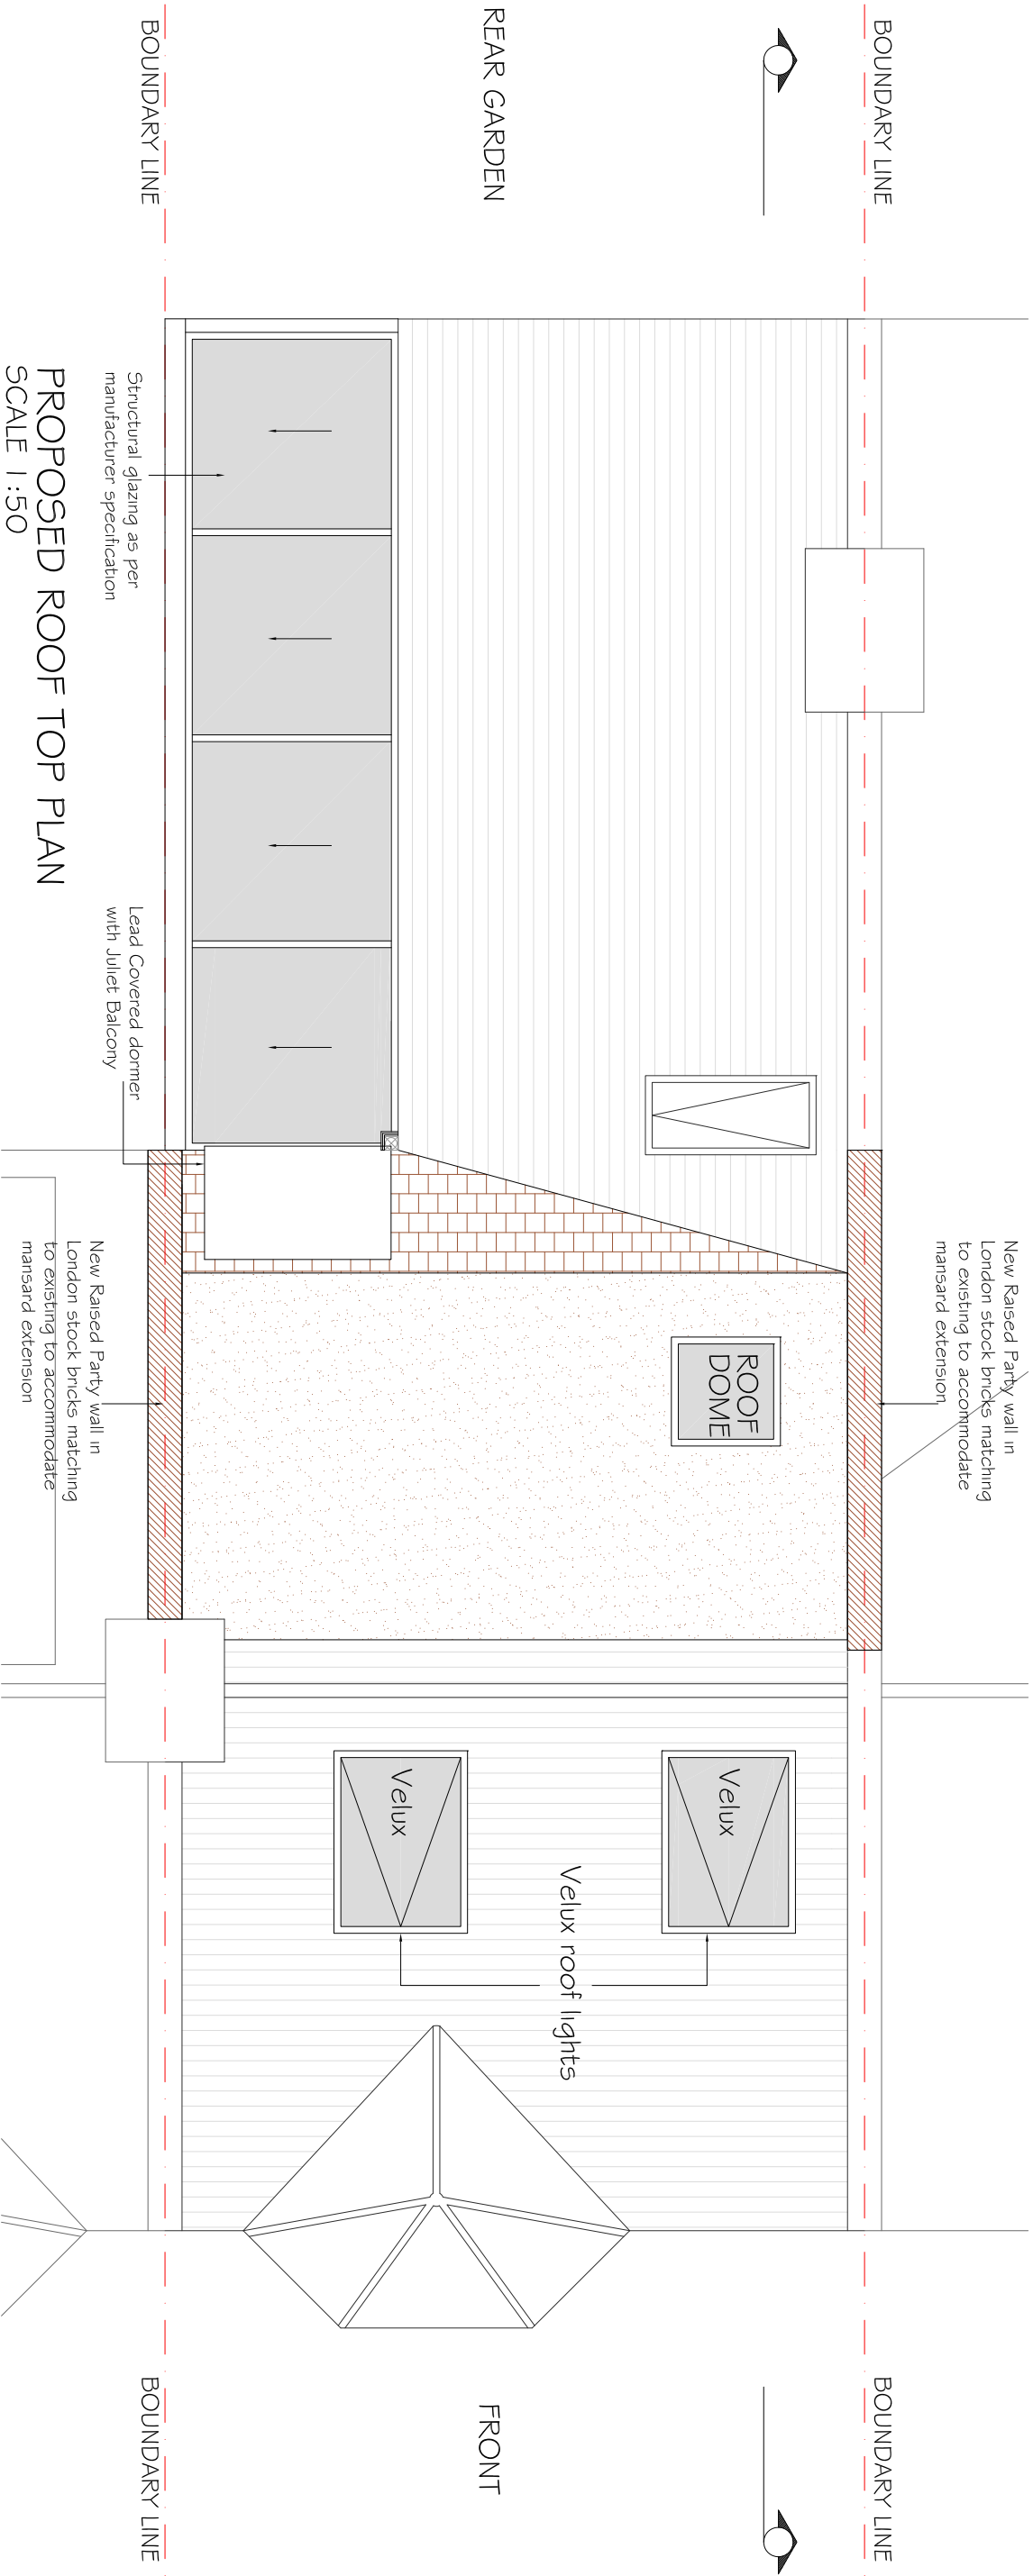 BOUNDARY LINE
BOUNDARY LINE
REAR GARDEN
New Raised Party wall in
London stock bricks matching
to existing to accommodate
mansard extension
ROOF
DOME
Velux
Velux
Velux roof lights
FRONT
BOUNDARY LINE
BOUNDARY LINE
Structural glazing as per
manufacturer specification
Lead Covered dormer
with Juliet Balcony
New Raised Party wall in
London stock bricks matching
to existing to accommodate
mansard extension
PROPOSED ROOF TOP PLAN
SCALE 1:50